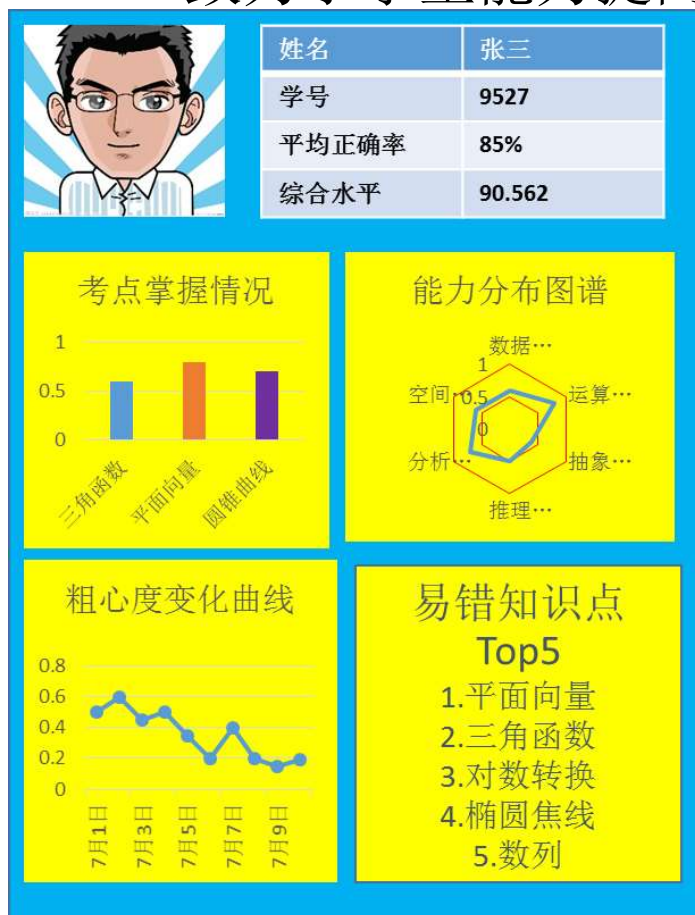 姓名 张三
学号 9527
平均正确率 85%
综合水平 90.562
考点掌握情况
1
0.5
0
三角函数
平面向量
圆锥曲线
能力分布图谱
数据…
1
空间…
0.5
运算…
0
分析…
抽象…
推理…
粗心度变化曲线
0.8
0.6
0.4
0.2
0
7月1日
7月3日
7月5日
7月7日
7月9日
易错知识点
Top5
1.平面向量
2.三角函数
3.对数转换
4.椭圆焦线
5.数列